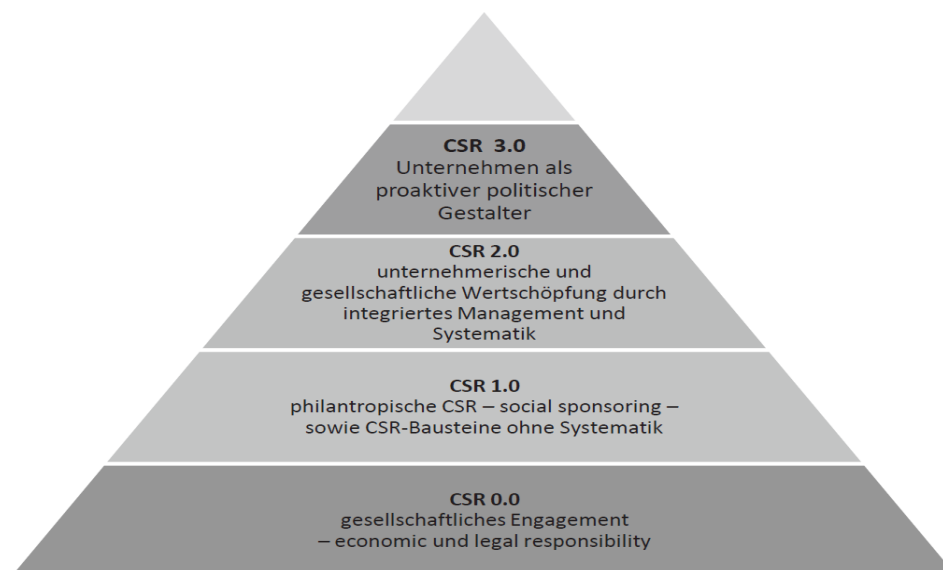 CSR 3.0
Unternehmen als
proaktiver politischer
Gestalter
CSR 2.0
unternehmerische und
gesellschaftliche Wertschöpfung durch
integriertes Management und
Systematik
CSR 1.0
philantropische CSR – social sponsoring –
sowie CSR-Bausteine ohne Systematik
CSR 0.0
gesellschaftliches Engagement
– economic und legal responsibility